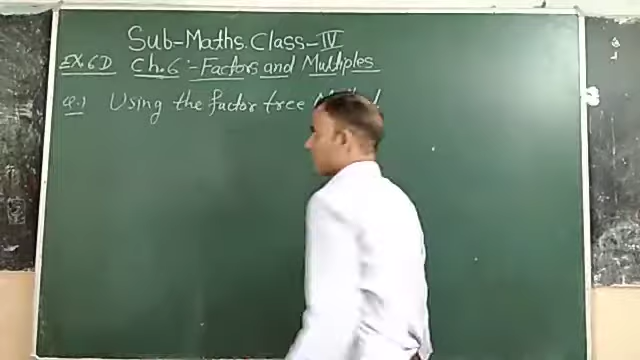 Sub-Maths. Class-IV
EX.6D Ch.6:-Factors and Multiples
Q.1 Using the factor tree